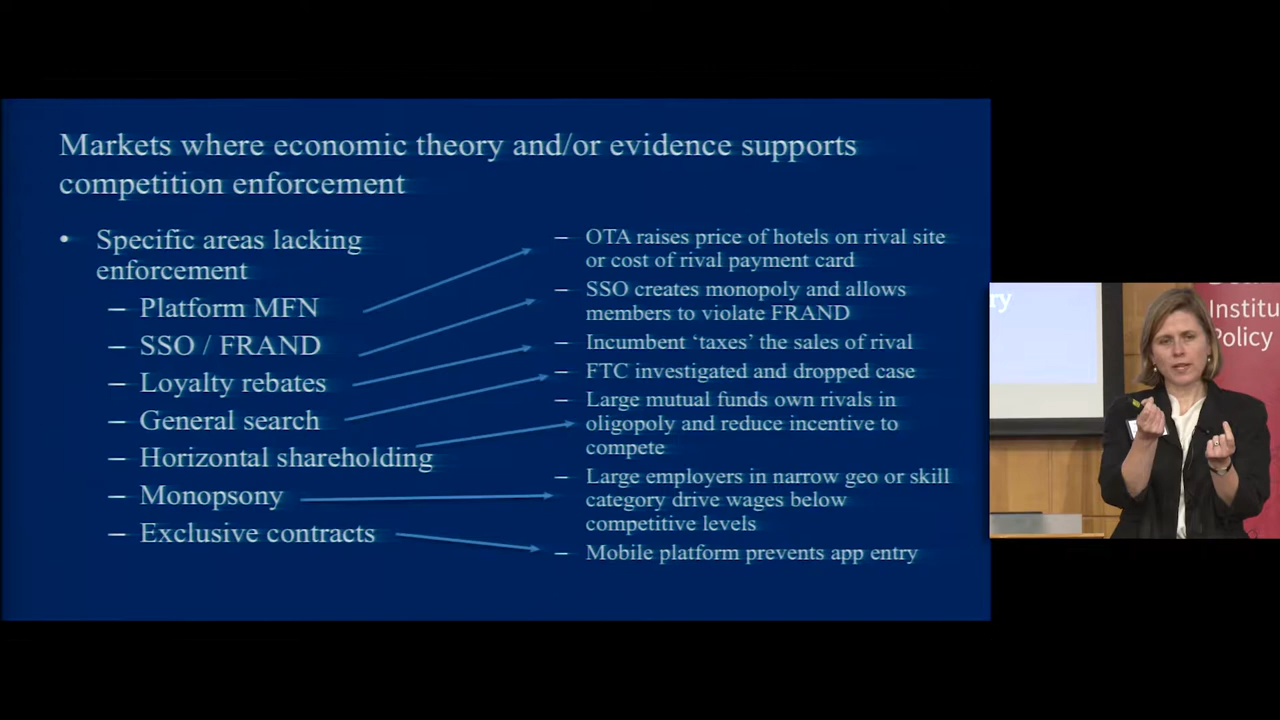 Markets where economic theory and/or evidence supports
competition enforcement
• Specific areas lacking
enforcement
– Platform MFN
– SSO / FRAND
– Loyalty rebates
– General search
– Horizontal shareholding
– Monopsony
– Exclusive contracts
– OTA raises price of hotels on rival site
or cost of rival payment card
– SSO creates monopoly and allows
members to violate FRAND
– Incumbent ‘taxes’ the sales of rival
– FTC investigated and dropped case
– Large mutual funds own rivals in
oligopoly and reduce incentive to
compete
– Large employers in narrow geo or skill
category drive wages below
competitive levels
– Mobile platform prevents app entry
Institu
Policy